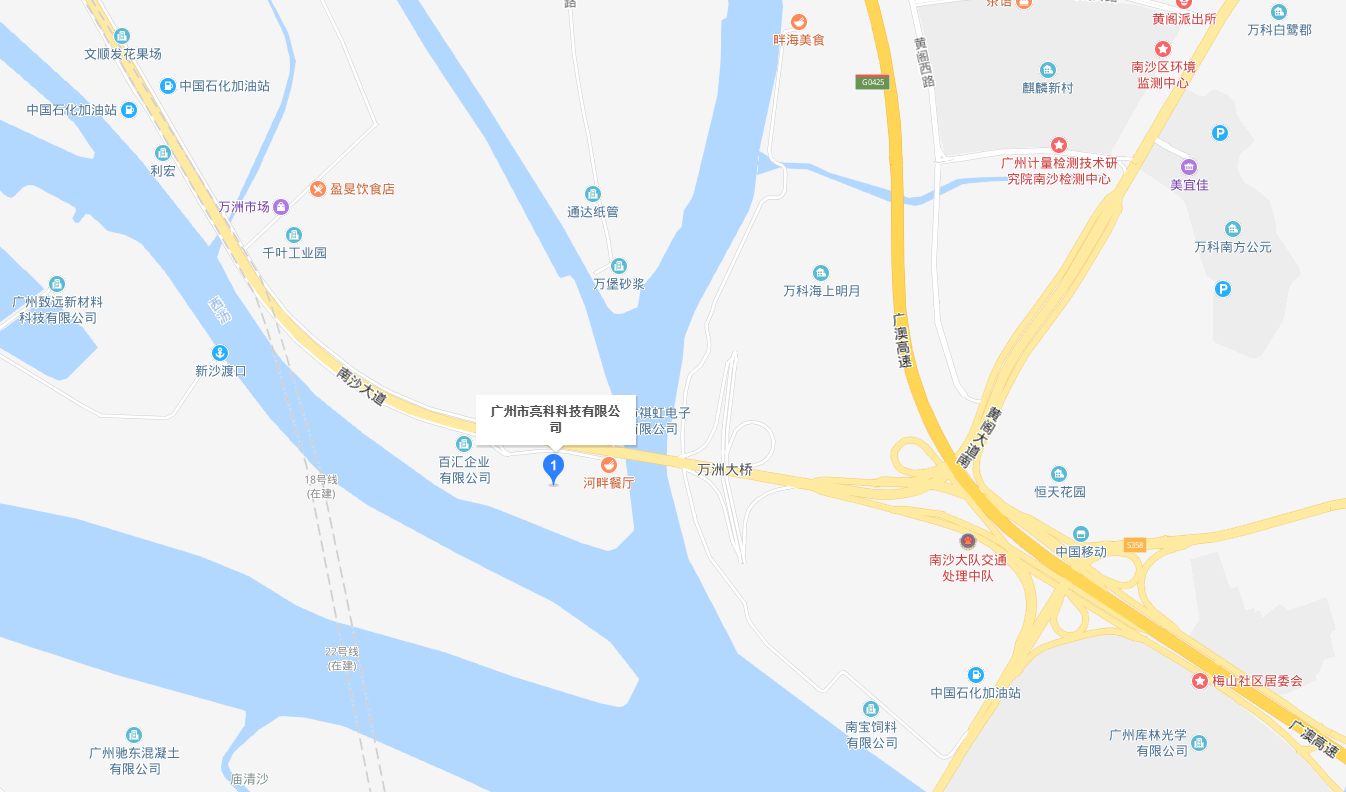 路
茶语
黄阁派出所
万科白鹭郡
畔海美食
文顺发花果场
黄阁西路
南沙区环境
监测中心
中国石化加油站
G0425
麒麟新村
中国石化加油站
P
利宏
广州计量检测技术研
究院南沙检测中心
盈旻饮食店
美宜佳
万洲市场
通达纸管
千叶工业园
万科南方公元
万堡砂浆
万科海上明月
P
广州致远新材料
科技有限公司
广澳高速
新沙渡口
南沙大道
广州市亮科科技有限公
司
祺虹电子
有限公司
黄阁大道南
百汇企业
有限公司
1
河畔餐厅
万洲大桥
18号线
(在建)
恒天花园
中国移动
S358
南沙大队交通
处理中队
22号线
(在建)
中国石化加油站
梅山社区居委会
南宝饲料
有限公司
广州驰东混凝土
有限公司
广州库林光学
有限公司
广澳高速
庙清沙